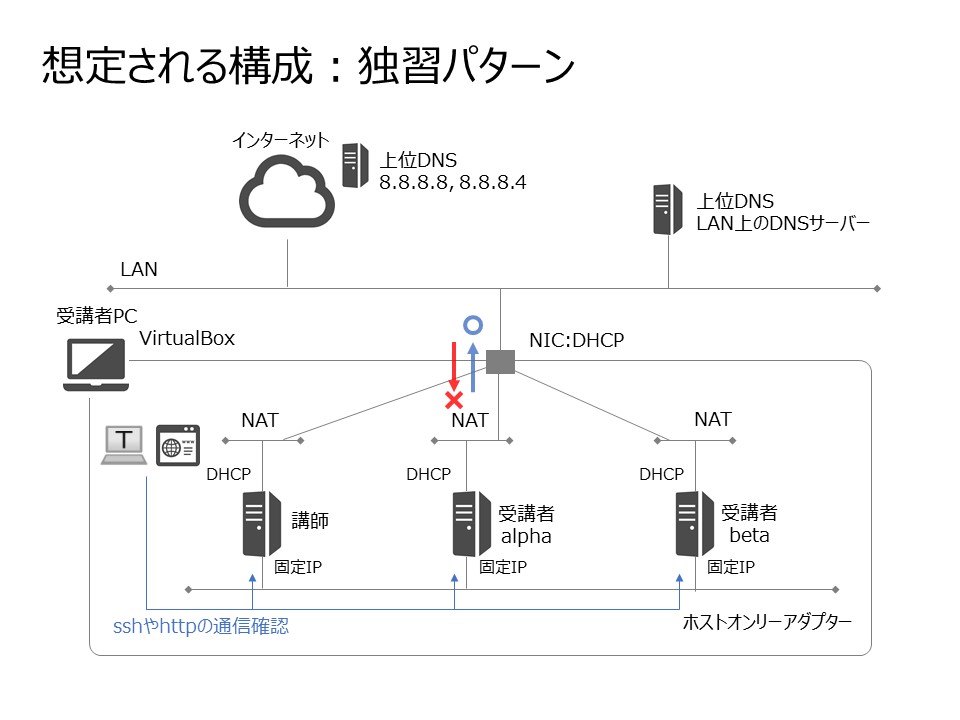 想定される構成：独習パターン
インターネット
上位DNS
8.8.8.8, 8.8.8.4
上位DNS
LAN上のDNSサーバー
LAN
受講者PC
VirtualBox
NIC:DHCP
NAT
NAT
NAT
T
WWW
DHCP
DHCP
DHCP
講師
受講者
alpha
受講者
beta
固定IP
固定IP
固定IP
sshやhttpの通信確認
ホストオンリーアダプター